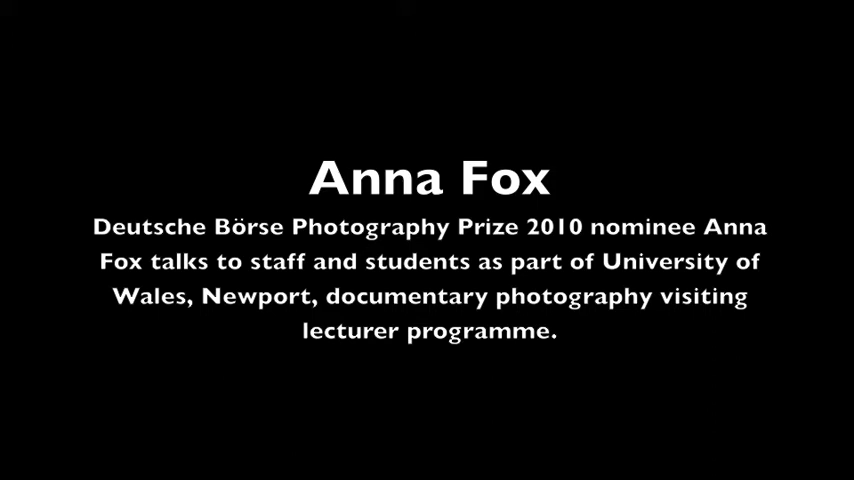 Anna Fox
Deutsche Börse Photography Prize 2010 nominee Anna
Fox talks to staff and students as part of University of
Wales, Newport, documentary photography visiting
lecturer programme.